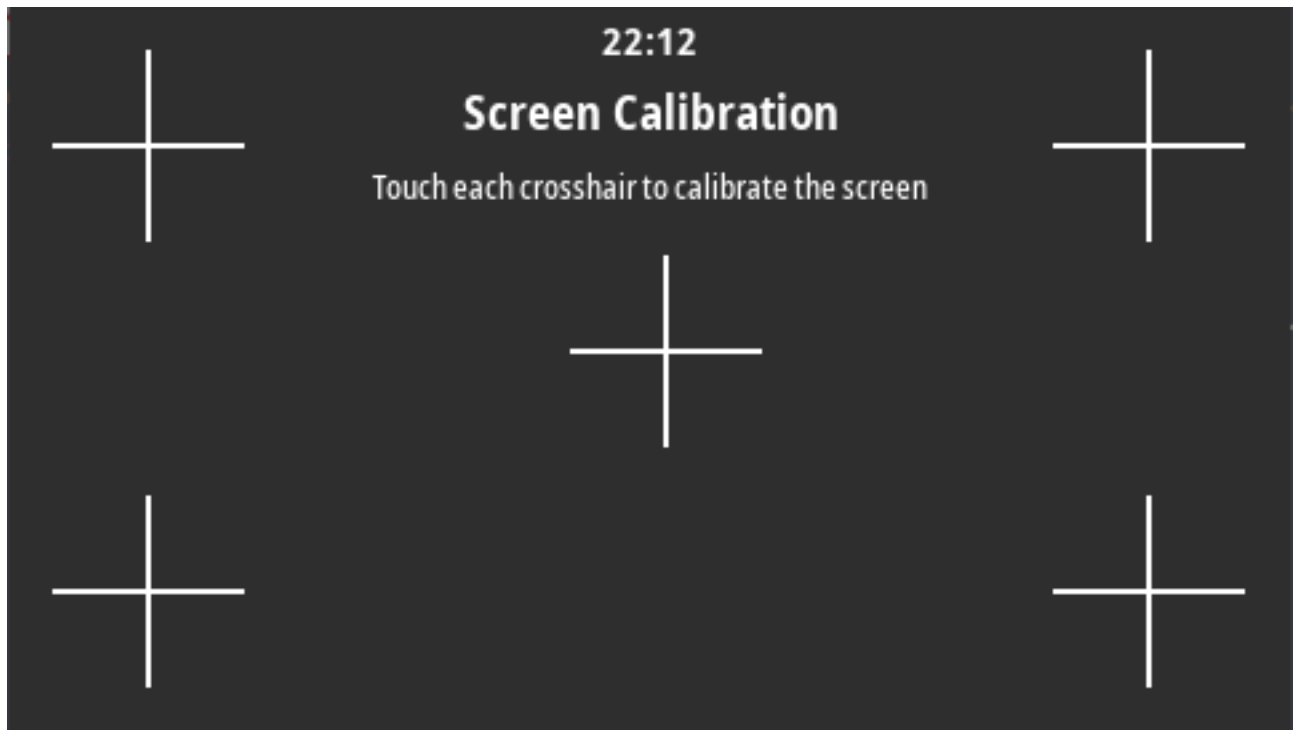 22:12
Screen Calibration
Touch each crosshair to calibrate the screen